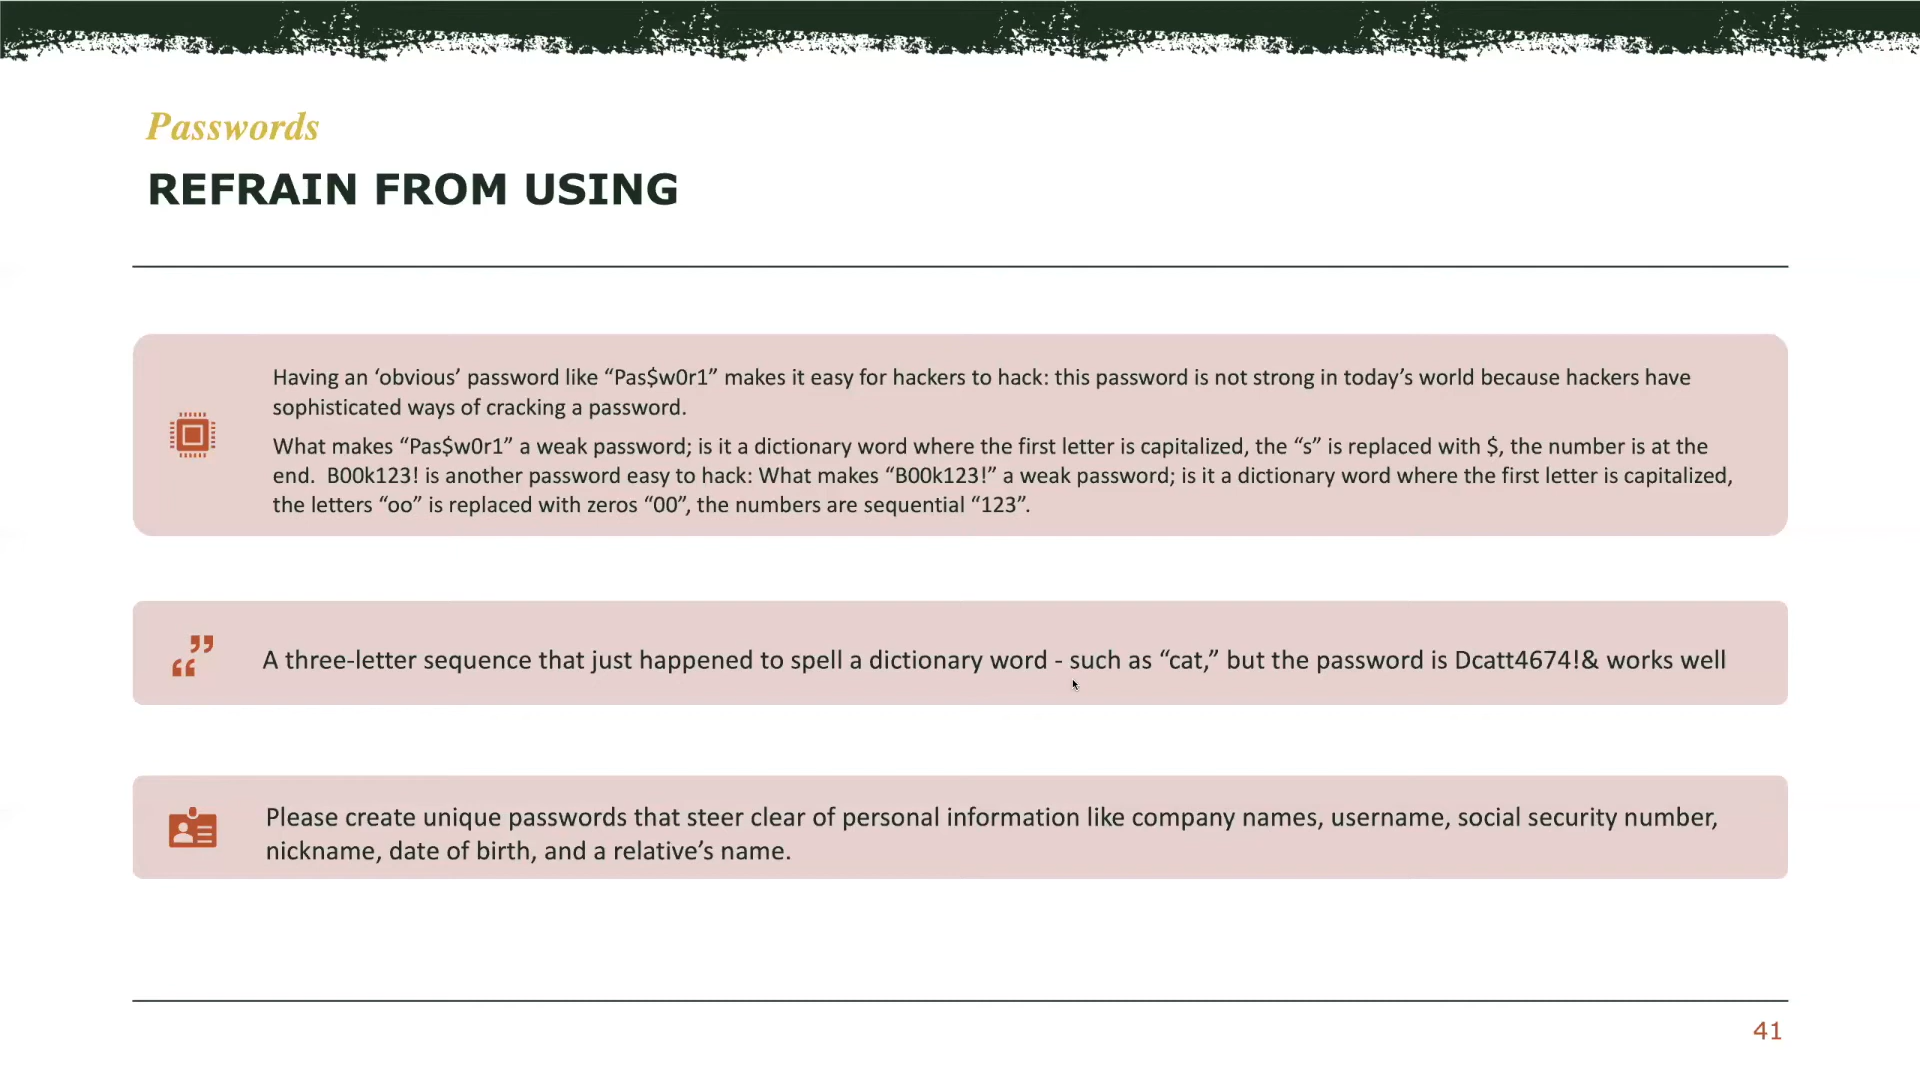 Passwords
REFRAIN FROM USING
Having an ‘obvious’ password like “Pas$w0r1” makes it easy for hackers to hack: this password is not strong in today’s world because hackers have
sophisticated ways of cracking a password.
What makes “Pas$w0r1” a weak password; is it a dictionary word where the first letter is capitalized, the “s” is replaced with $, the number is at the
end.  B00k123! is another password easy to hack: What makes “B00k123!” a weak password; is it a dictionary word where the first letter is capitalized,
the letters “oo” is replaced with zeros “00”, the numbers are sequential “123”.
A three-letter sequence that just happened to spell a dictionary word - such as “cat,” but the password is Dcatt4674!& works well
Please create unique passwords that steer clear of personal information like company names, username, social security number,
nickname, date of birth, and a relative’s name.
41